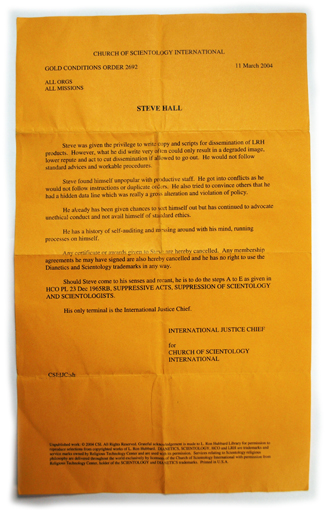 CHURCH OF SCIENTOLOGY INTERNATIONAL
GOLD CONDITIONS ORDER 2692 11 March 2004
ALL ORGS
ALL MISSIONS
STEVE HALL
Steve was given the privilege to write copy and scripts for dissemination of LRH
products. However, what he did write very often could only result in a degraded image,
lower repute and act to cut dissemination if allowed to go out. He would not follow
standard advices and workable procedures.
Steve found himself unpopular with productive staff. He got into conflicts as he
would not follow instructions or duplicate orders. He also tried to convince others that he
had a hidden data line which was really a gross alteration and violation of policy.
He already has been given chances to sort himself out but has continued to advocate
unethical conduct and not avail himself of standard ethics.
He has a history of self-auditing and messing around with his mind, running
processes on himself.
Any certificates or awards given to Steve are hereby cancelled. Any membership
agreements he may have signed are also hereby cancelled and he has no right to use the
Dianetics and Scientology trademarks in any way.
Should Steve come to his senses and recant, he is to do the steps A to E as given in
HCO PL 23 Dec 1965RB, SUPPRESSIVE ACTS, SUPPRESSION OF SCIENTOLOGY
AND SCIENTOLOGISTS.
His only terminal is the International Justice Chief.
INTERNATIONAL JUSTICE CHIEF
for
CHURCH OF SCIENTOLOGY
INTERNATIONAL